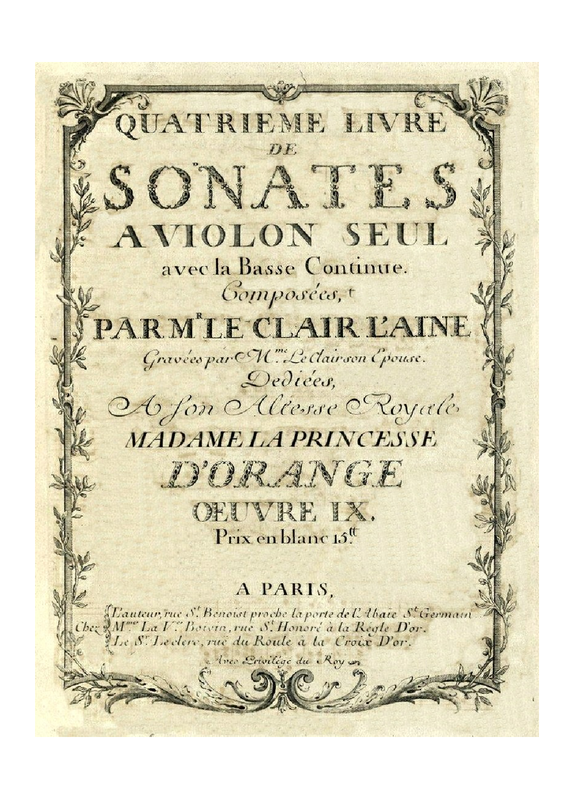 QUATRIEME LIVRE
DE
SONATES
A VIOLON SEUL
avec la Basse Continue.
Composées,
PAR Mr. LE CLAIR L'AINE
Gravées par Mme. Le Clair son Epouse.
Dediées,
A Son Altesse Royale
MADAME LA PRINCESSE
D'ORANGE
ŒUVRE IX.
Prix en blanc 15tt
A PARIS,
L'auteur, rue St. Benoist proche la porte de l'Abaie St. Germain
Chez Mme. La Ve. Boivin, rue St. Honoré à la Regle D'or.
Le Sr. Leclerc, rue du Roule à la Croix D'or.
Avec Privilége du Roy